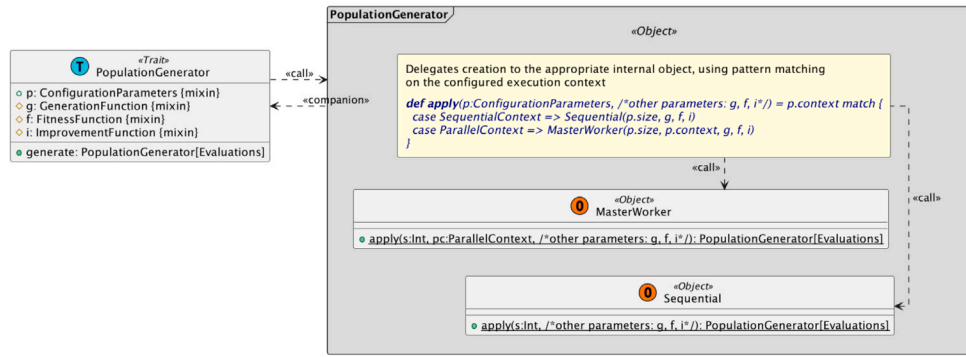 PopulationGenerator
«Object»
«Trait»
T
PopulationGenerator
p: ConfigurationParameters {mixin}
g: GenerationFunction {mixin}
f: FitnessFunction {mixin}
i: ImprovementFunction {mixin}
generate: PopulationGenerator[Evaluations]
«call»
«companion»
Delegates creation to the appropriate internal object, using pattern matching
on the configured execution context
def apply(p:ConfigurationParameters, /*other parameters: g, f, i*/) = p.context match {
case SequentialContext => Sequential(p.size, g, f, i)
case ParallelContext => MasterWorker(p.size, p.context, g, f, i)
}
«call»
«call»
«Object»
O
MasterWorker
apply(s:Int, pc:ParallelContext, /*other parameters: g, f, i*/): PopulationGenerator[Evaluations]
«Object»
O
Sequential
apply(s:Int, /*other parameters: g, f, i*/): PopulationGenerator[Evaluations]